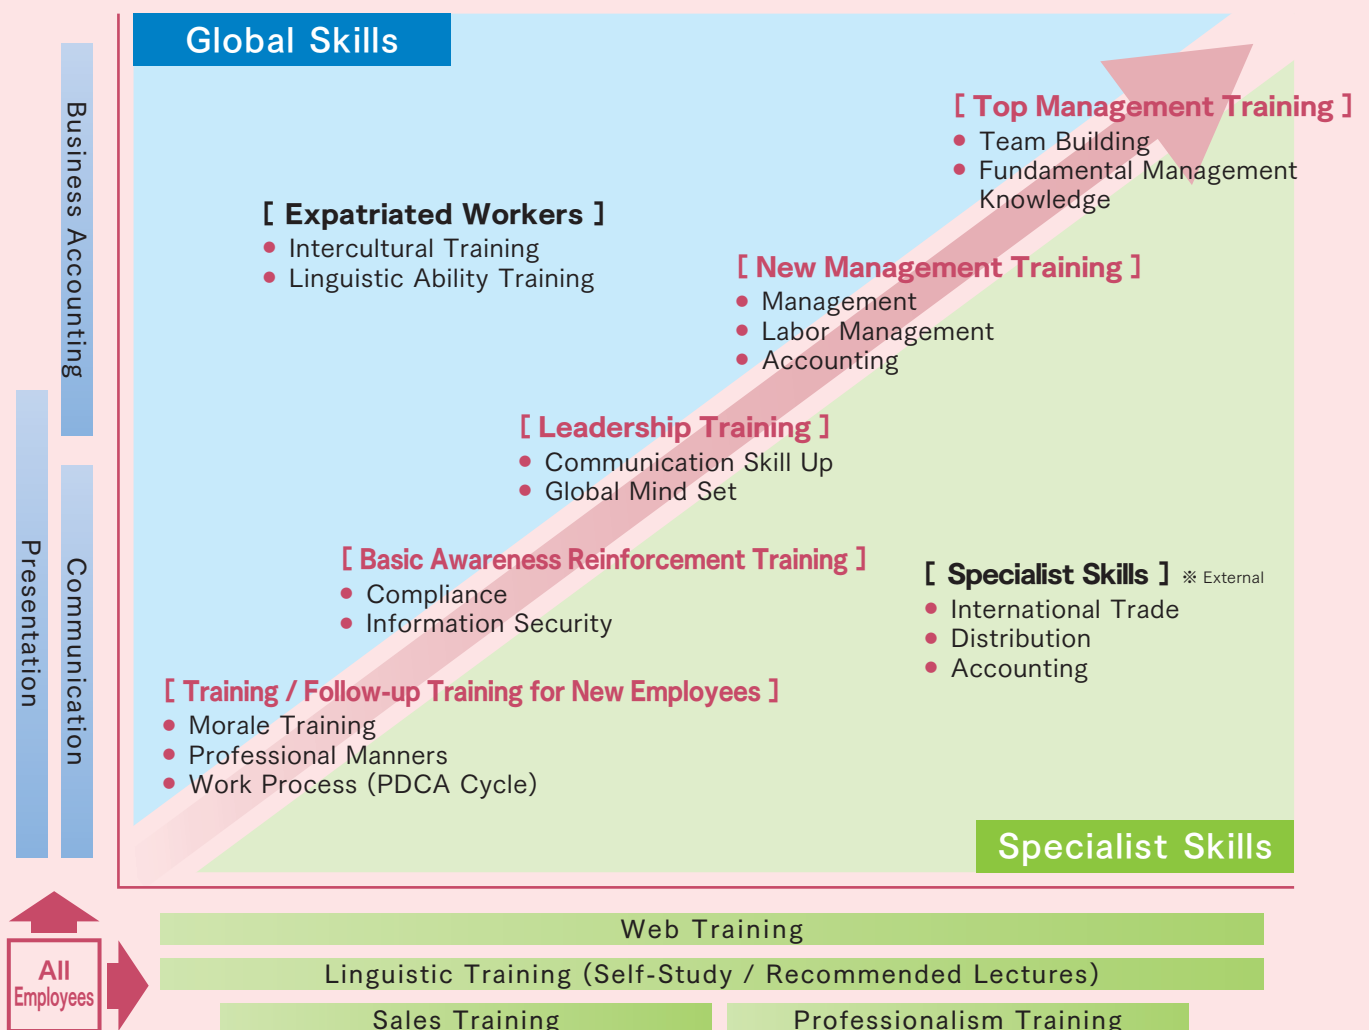 Global Skills
Business Accounting
Presentation
Communication
[ Top Management Training ]
● Team Building
● Fundamental Management
Knowledge
[ Expatriated Workers ]
● Intercultural Training
● Linguistic Ability Training
[ New Management Training ]
● Management
● Labor Management
● Accounting
[ Leadership Training ]
● Communication Skill Up
● Global Mind Set
[ Basic Awareness Reinforcement Training ]
● Compliance
● Information Security
[ Specialist Skills ] ※ External
● International Trade
● Distribution
● Accounting
[ Training / Follow-up Training for New Employees ]
● Morale Training
● Professional Manners
● Work Process (PDCA Cycle)
Specialist Skills
All
Employees
Web Training
Linguistic Training (Self-Study / Recommended Lectures)
Sales Training
Professionalism Training